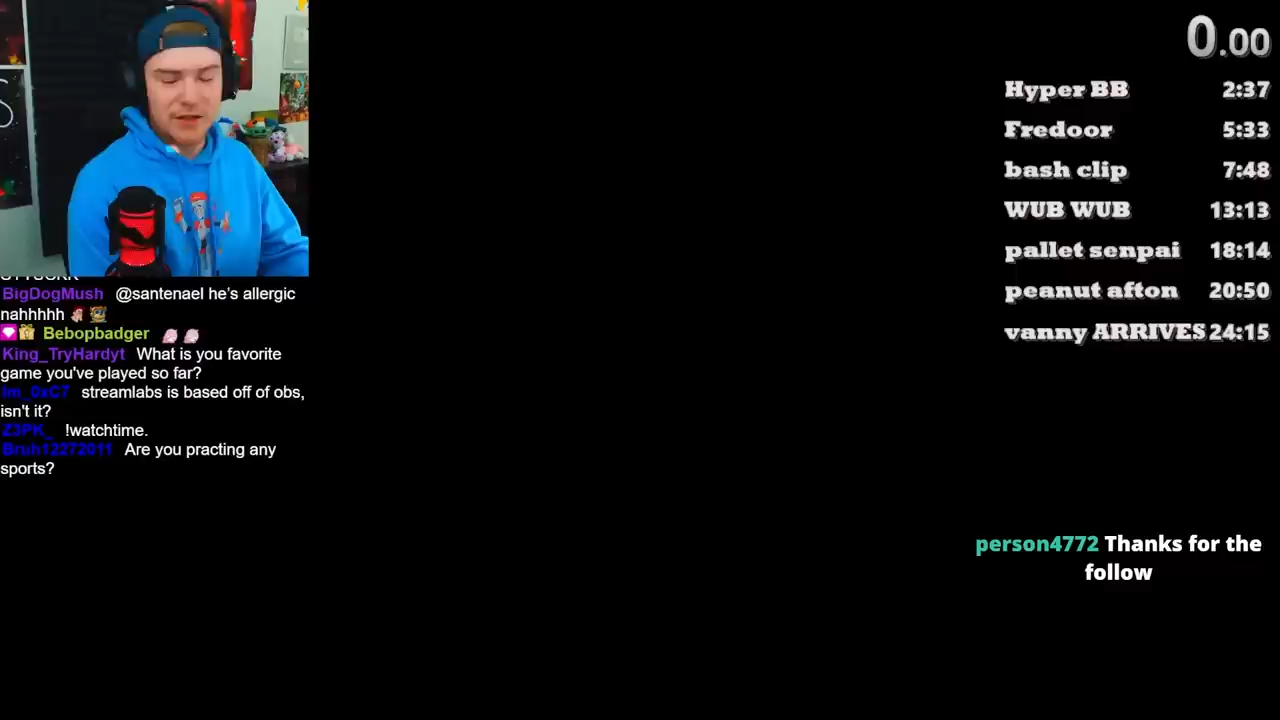 0.00
Hyper BB 2:37
Fredoor 5:33
bash clip 7:48
WUB WUB 13:13
pallet senpai 18:14
peanut afton 20:50
vanny ARRIVES 24:15
BigDogMush @santenael he's allergic
nahhhhh
Bebopbadger
King_TryHardyt What is you favorite
game you've played so far?
Im_0xC7 streamlabs is based off of obs,
isn't it?
Z3PK_ !watchtime.
Bruh12272011 Are you practing any
sports?
person4772 Thanks for the
follow